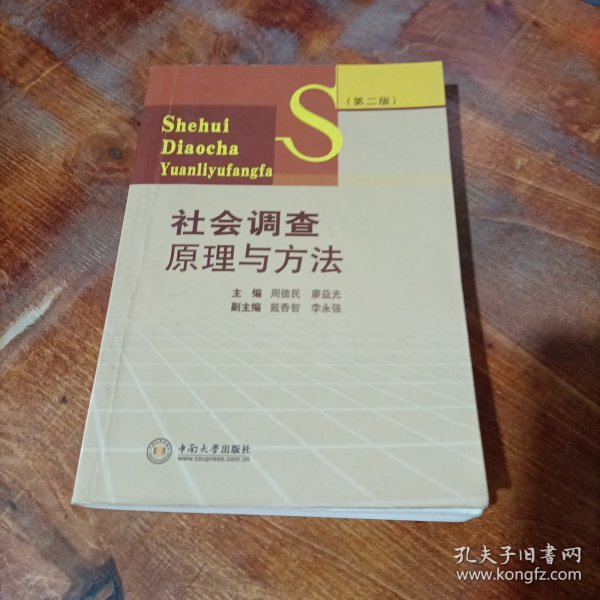 S
(第二版)
Shehui
Diaocha
Yuanliyufangfa
社会调查
原理与方法
主 编 周德民 廖益光
副主编 戴香智 李永强
中南大学出版社
www.csupress.com.cn
孔夫子旧书网
www.kongfz.com